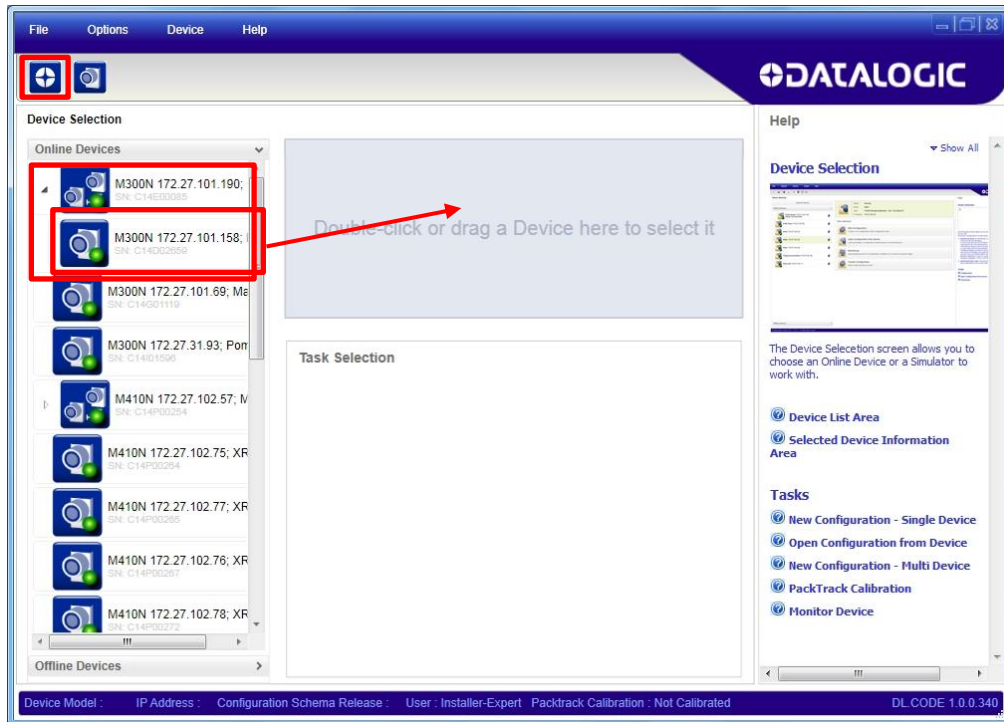 File Options Device Help
DATALOGIC
Device Selection
Online Devices
M300N 172.27.101.190;
SN: C14E00085
M300N 172.27.101.158;
SN: C14D02659
M300N 172.27.101.69; Ma
SN: C14G01119
M300N 172.27.31.93; Pom
SN: C14I01596
M410N 172.27.102.57; M
SN: C14P00254
M410N 172.27.102.75; XR
SN: C14P00264
M410N 172.27.102.77; XR
SN: C14P00265
M410N 172.27.102.76; XR
SN: C14P00267
M410N 172.27.102.78; XR
SN: C14P00272
Offline Devices
Double-click or drag a Device here to select it
Task Selection
Help
Show All
Device Selection
The Device Selecetion screen allows you to
choose an Online Device or a Simulator to
work with.
Device List Area
Selected Device Information
Area
Tasks
New Configuration - Single Device
Open Configuration from Device
New Configuration - Multi Device
PackTrack Calibration
Monitor Device
Device Model : IP Address : Configuration Schema Release : User : Installer-Expert Packtrack Calibration : Not Calibrated DL.CODE 1.0.0.340